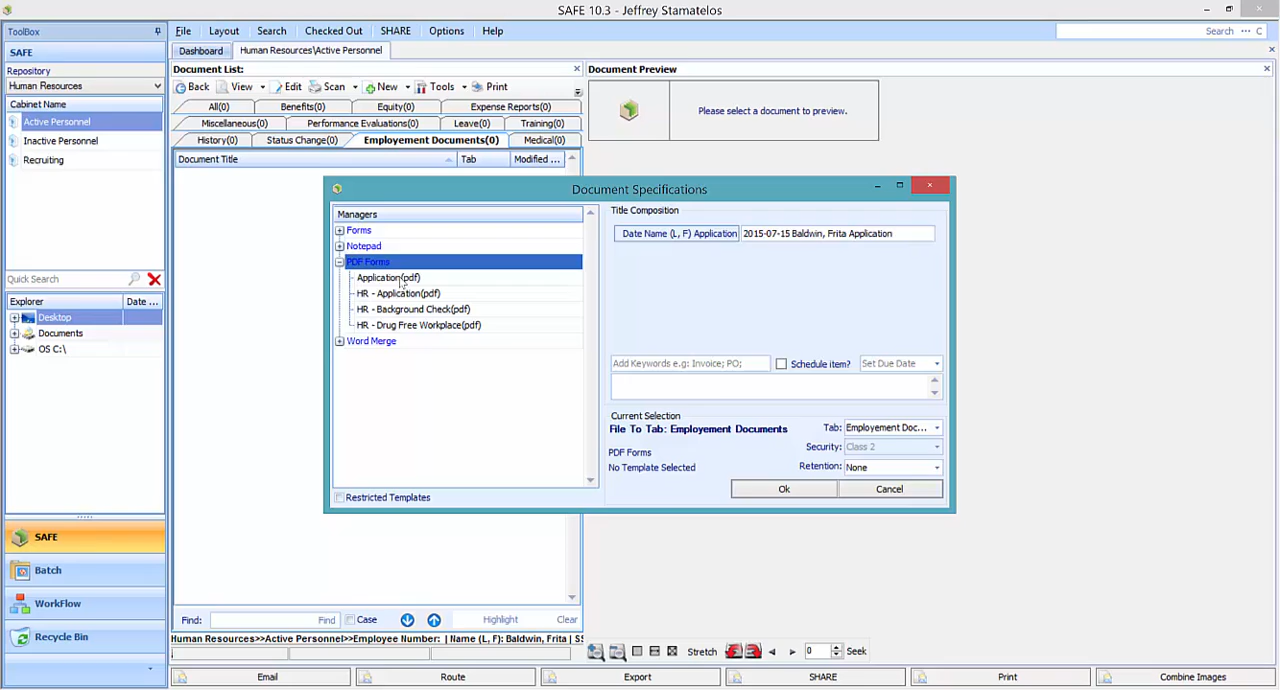 SAFE 10.3 - Jeffrey Stamatelos
ToolBox
File Layout Search Checked Out SHARE Options Help
Search ··· C
SAFE
Dashboard Human Resources\Active Personnel
Repository
Human Resources
Document List:
Document Preview
Back View Edit Scan New Tools Print
Cabinet Name
Active Personnel
Inactive Personnel
Recruiting
All(0) Benefits(0) Equity(0) Expense Reports(0)
Miscellaneous(0) Performance Evaluations(0) Leave(0) Training(0)
History(0) Status Change(0) Employement Documents(0) Medical(0)
Please select a document to preview.
Document Title Tab Modified ...
Document Specifications
Managers
Forms
Notepad
PDF Forms
Application(pdf)
HR - Application(pdf)
HR - Background Check(pdf)
HR - Drug Free Workplace(pdf)
Word Merge
Restricted Templates
Title Composition
Date Name (L, F) Application 2015-07-15 Baldwin, Frita Application
Add Keywords e.g: Invoice; PO; Schedule item? Set Due Date
Current Selection
File To Tab: Employement Documents
Tab: Employement Doc...
Security: Class 2
PDF Forms
No Template Selected
Retention: None
Ok Cancel
Quick Search
Explorer Date ...
Desktop
Documents
OS C:\
SAFE
Batch
WorkFlow
Recycle Bin
Find: Find Case Highlight Clear
Human Resources>>Active Personnel>>Employee Number: | Name (L, F): Baldwin, Frita | S
Stretch 0 Seek
Email Route Export SHARE Print Combine Images